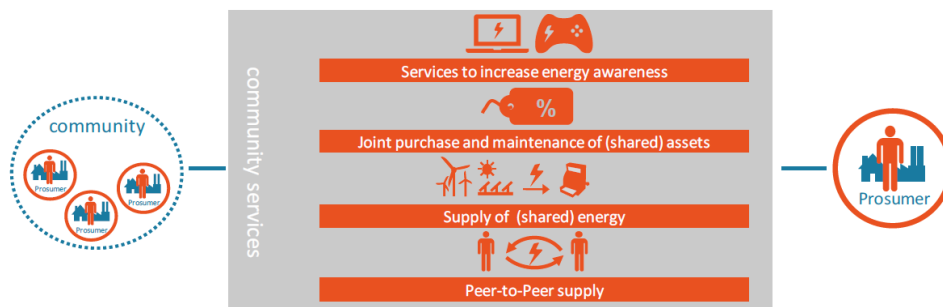 community
Prosumer
Prosumer
Prosumer
community services
Services to increase energy awareness
%
Joint purchase and maintenance of (shared) assets
Supply of (shared) energy
Peer-to-Peer supply
Prosumer